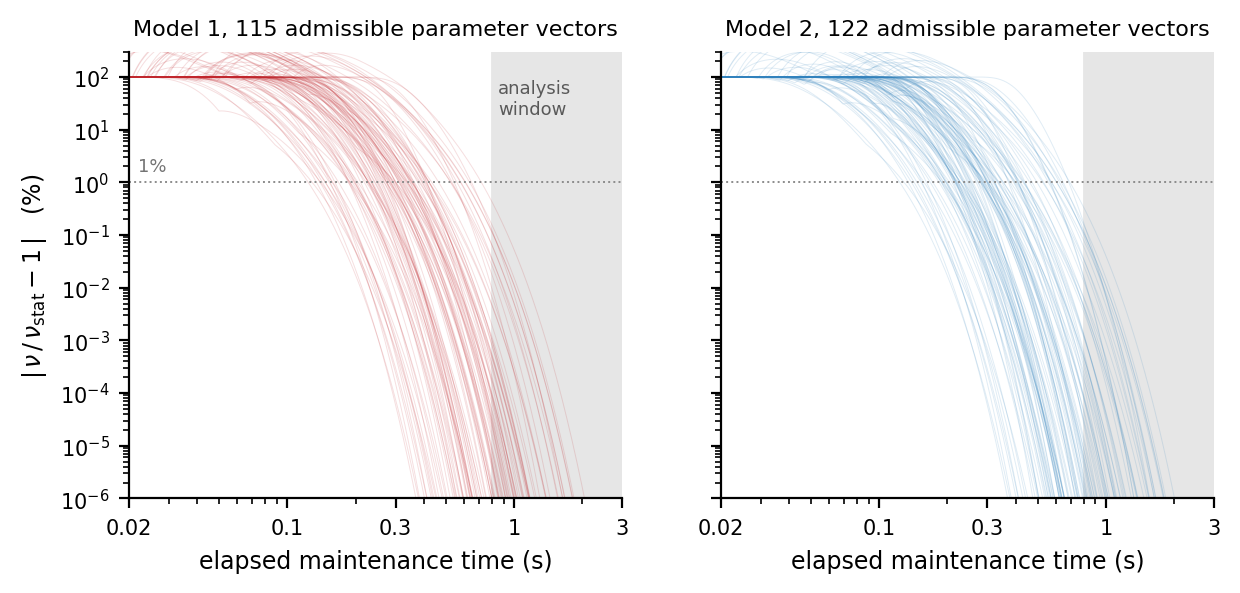 Model 1, 115 admissible parameter vectors
Model 2, 122 admissible parameter vectors
| ν / ν_stat − 1 | (%)
10²
10¹
10⁰
10⁻¹
10⁻²
10⁻³
10⁻⁴
10⁻⁵
10⁻⁶
1%
analysis
window
0.02 0.1 0.3 1 3
0.02 0.1 0.3 1 3
elapsed maintenance time (s)
elapsed maintenance time (s)